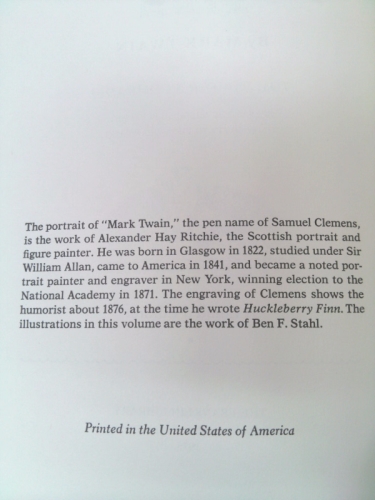 The portrait of "Mark Twain," the pen name of Samuel Clemens,
is the work of Alexander Hay Ritchie, the Scottish portrait and
figure painter. He was born in Glasgow in 1822, studied under Sir
William Allan, came to America in 1841, and became a noted por-
trait painter and engraver in New York, winning election to the
National Academy in 1871. The engraving of Clemens shows the
humorist about 1876, at the time he wrote Huckleberry Finn. The
illustrations in this volume are the work of Ben F. Stahl.
Printed in the United States of America